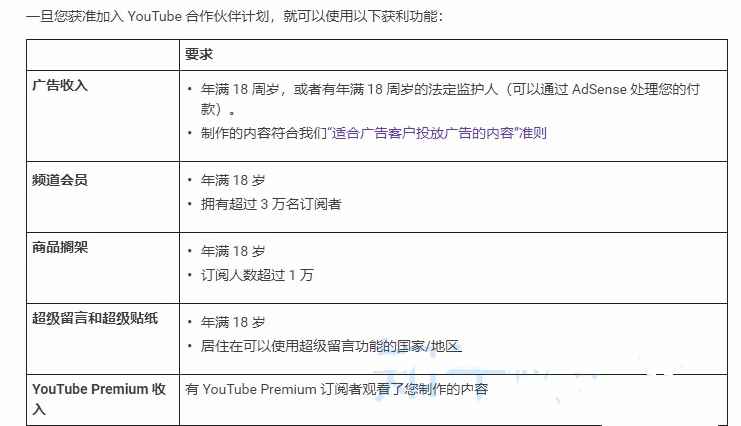 一旦您获准加入 YouTube 合作伙伴计划，就可以使用以下获利功能：
要求
广告收入
• 年满 18 周岁，或者有年满 18 周岁的法定监护人（可以通过 AdSense 处理您的付
款）。
• 制作的内容符合我们“适合广告客户投放广告的内容”准则
频道会员
• 年满 18 岁
• 拥有超过 3 万名订阅者
商品搁架
• 年满 18 岁
• 订阅人数超过 1 万
超级留言和超级贴纸
• 年满 18 岁
• 居住在可以使用超级留言功能的国家/地区
YouTube Premium 收
入
有 YouTube Premium 订阅者观看了您制作的内容